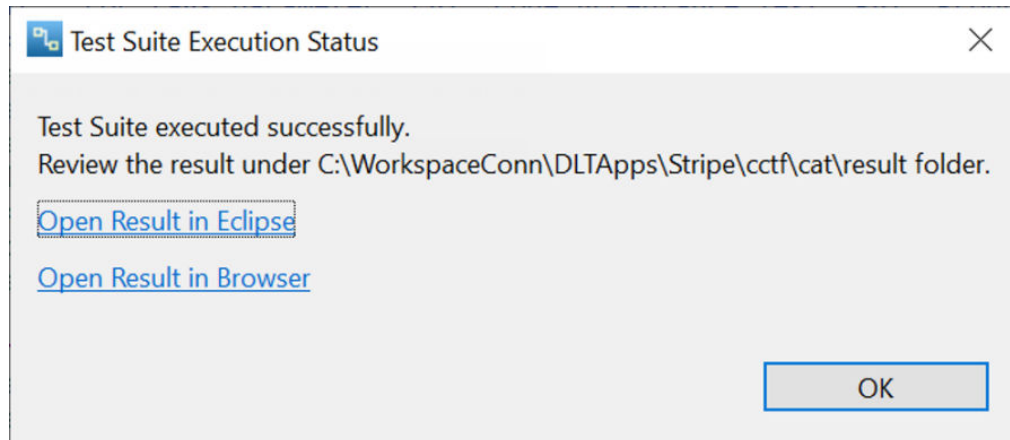 Test Suite Execution Status
Test Suite executed successfully.
Review the result under C:\WorkspaceConn\DLTApps\Stripe\cctf\cat\result folder.
Open Result in Eclipse
Open Result in Browser
OK